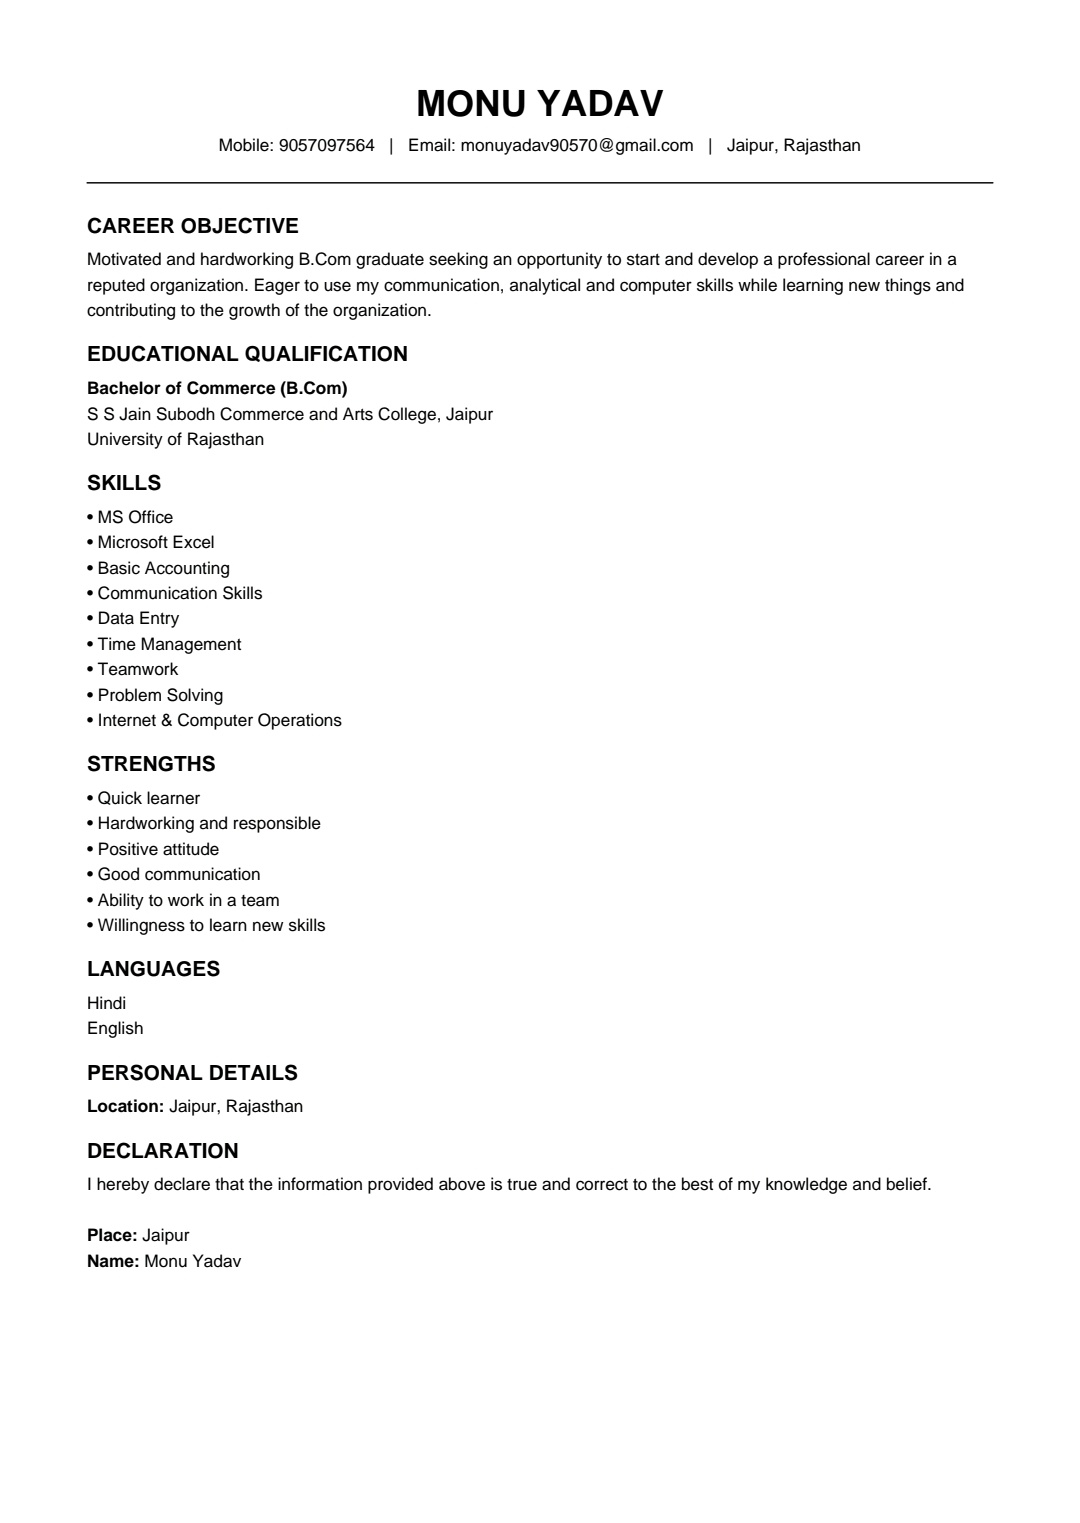 MONU YADAV
Mobile: 9057097564 | Email: monuyadav90570@gmail.com | Jaipur, Rajasthan
CAREER OBJECTIVE
Motivated and hardworking B.Com graduate seeking an opportunity to start and develop a professional career in a
reputed organization. Eager to use my communication, analytical and computer skills while learning new things and
contributing to the growth of the organization.
EDUCATIONAL QUALIFICATION
Bachelor of Commerce (B.Com)
S S Jain Subodh Commerce and Arts College, Jaipur
University of Rajasthan
SKILLS
• MS Office
• Microsoft Excel
• Basic Accounting
• Communication Skills
• Data Entry
• Time Management
• Teamwork
• Problem Solving
• Internet & Computer Operations
STRENGTHS
• Quick learner
• Hardworking and responsible
• Positive attitude
• Good communication
• Ability to work in a team
• Willingness to learn new skills
LANGUAGES
Hindi
English
PERSONAL DETAILS
Location: Jaipur, Rajasthan
DECLARATION
I hereby declare that the information provided above is true and correct to the best of my knowledge and belief.
Place: Jaipur
Name: Monu Yadav